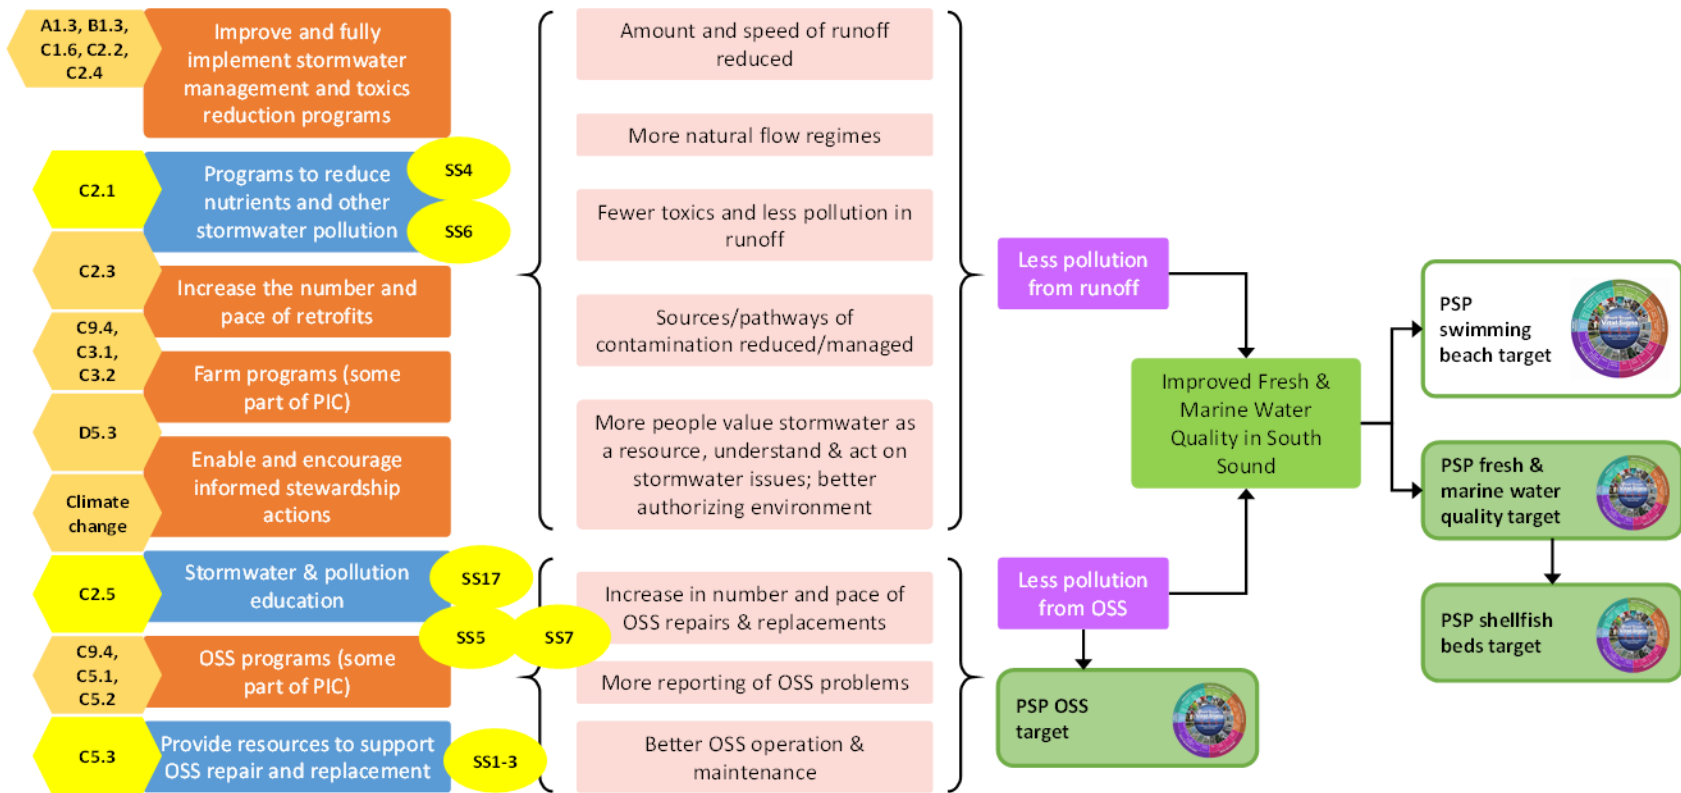 A1.3, B1.3,
C1.6, C2.2,
C2.4
Improve and fully
implement stormwater
management and toxics
reduction programs
C2.1
Programs to reduce
nutrients and other
stormwater pollution
SS4
SS6
C2.3
Increase the number and
pace of retrofits
C9.4,
C3.1,
C3.2
Farm programs (some
part of PIC)
D5.3
Enable and encourage
informed stewardship
actions
Climate
change
C2.5
Stormwater & pollution
education
SS17
SS5
SS7
C9.4,
C5.1,
C5.2
OSS programs (some
part of PIC)
C5.3
Provide resources to support
OSS repair and replacement
SS1-3
Amount and speed of runoff
reduced
More natural flow regimes
Fewer toxics and less pollution in
runoff
Sources/pathways of
contamination reduced/managed
More people value stormwater as
a resource, understand & act on
stormwater issues; better
authorizing environment
Increase in number and pace of
OSS repairs & replacements
More reporting of OSS problems
Better OSS operation &
maintenance
Less pollution
from runoff
Less pollution
from OSS
PSP OSS
target
Improved Fresh &
Marine Water
Quality in South
Sound
PSP
swimming
beach target
PSP fresh &
marine water
quality target
PSP shellfish
beds target
Vital Signs